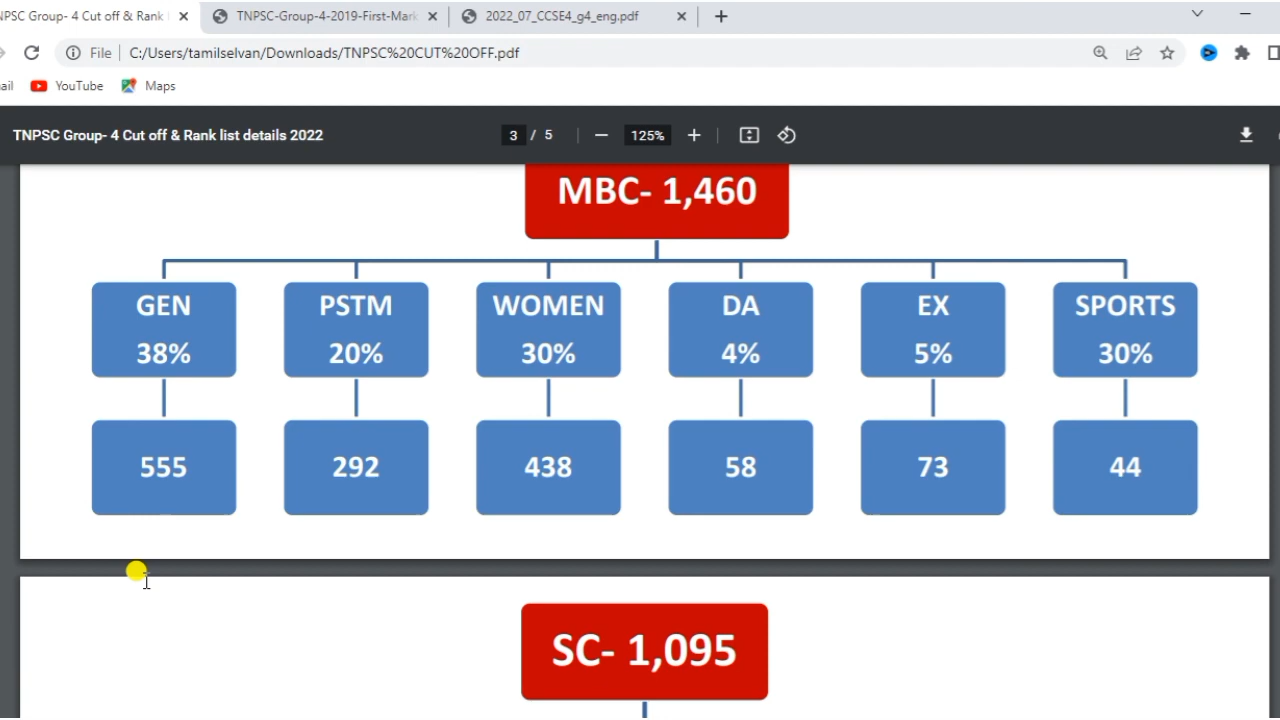 NPSC Group- 4 Cut off & Rank
TNPSC-Group-4-2019-First-Mark
2022_07_CCSE4_g4_eng.pdf
File
C:/Users/tamilselvan/Downloads/TNPSC%20CUT%20OFF.pdf
ail
YouTube
Maps
TNPSC Group- 4 Cut off & Rank list details 2022
3 / 5
125%
MBC- 1,460
GEN
38%
PSTM
20%
WOMEN
30%
DA
4%
EX
5%
SPORTS
30%
555
292
438
58
73
44
SC- 1,095